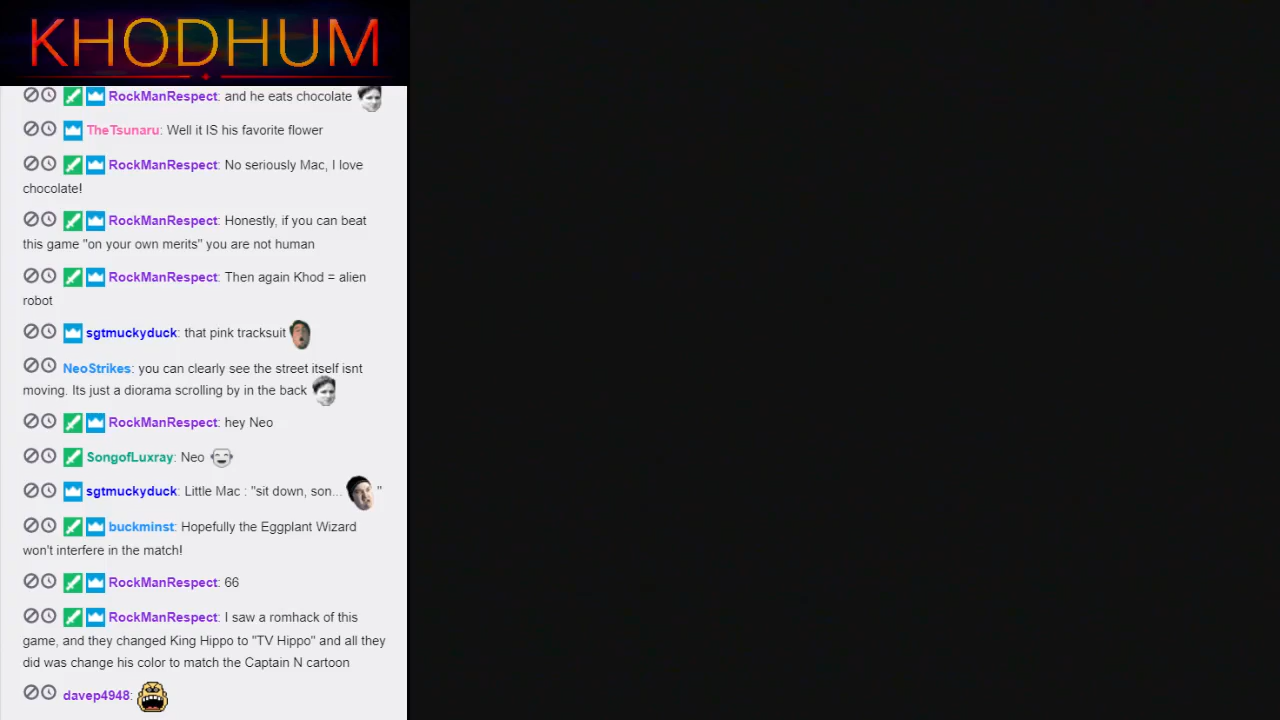 KHODHUM
RockManRespect: and he eats chocolate
TheTsunaru: Well it IS his favorite flower
RockManRespect: No seriously Mac, I love
chocolate!
RockManRespect: Honestly, if you can beat
this game "on your own merits" you are not human
RockManRespect: Then again Khod = alien
robot
sgtmuckyduck: that pink tracksuit
NeoStrikes: you can clearly see the street itself isnt
moving. Its just a diorama scrolling by in the back
RockManRespect: hey Neo
SongofLuxray: Neo
sgtmuckyduck: Little Mac : "sit down, son... "
buckminst: Hopefully the Eggplant Wizard
won't interfere in the match!
RockManRespect: 66
RockManRespect: I saw a romhack of this
game, and they changed King Hippo to "TV Hippo" and all they
did was change his color to match the Captain N cartoon
davep4948: